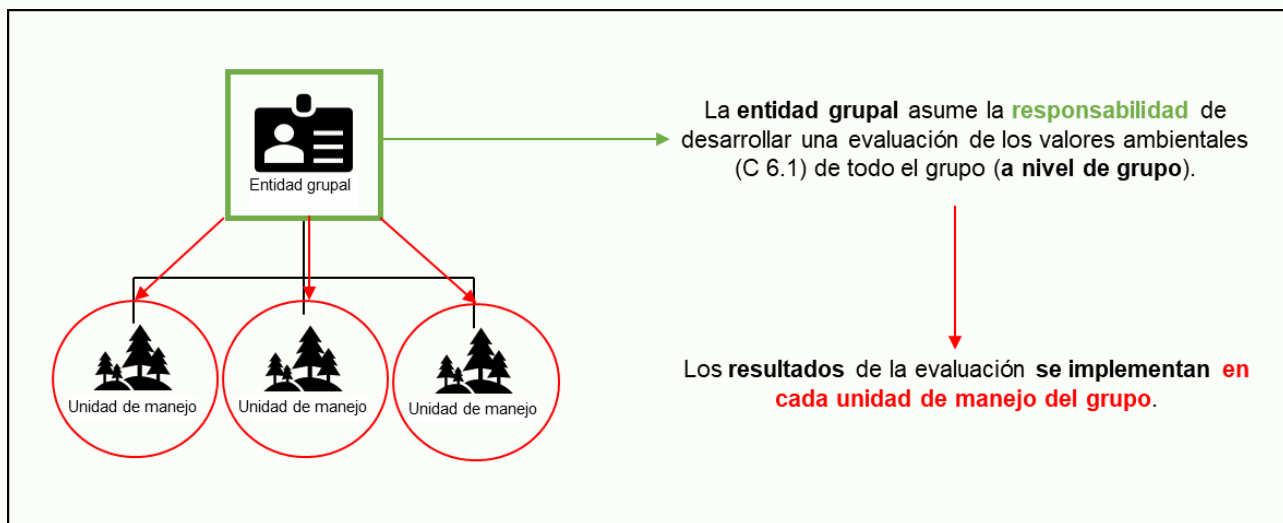 Entidad grupal
Unidad de manejo
Unidad de manejo
Unidad de manejo
La entidad grupal asume la responsabilidad de
desarrollar una evaluación de los valores ambientales
(C 6.1) de todo el grupo (a nivel de grupo).
Los resultados de la evaluación se implementan en
cada unidad de manejo del grupo.